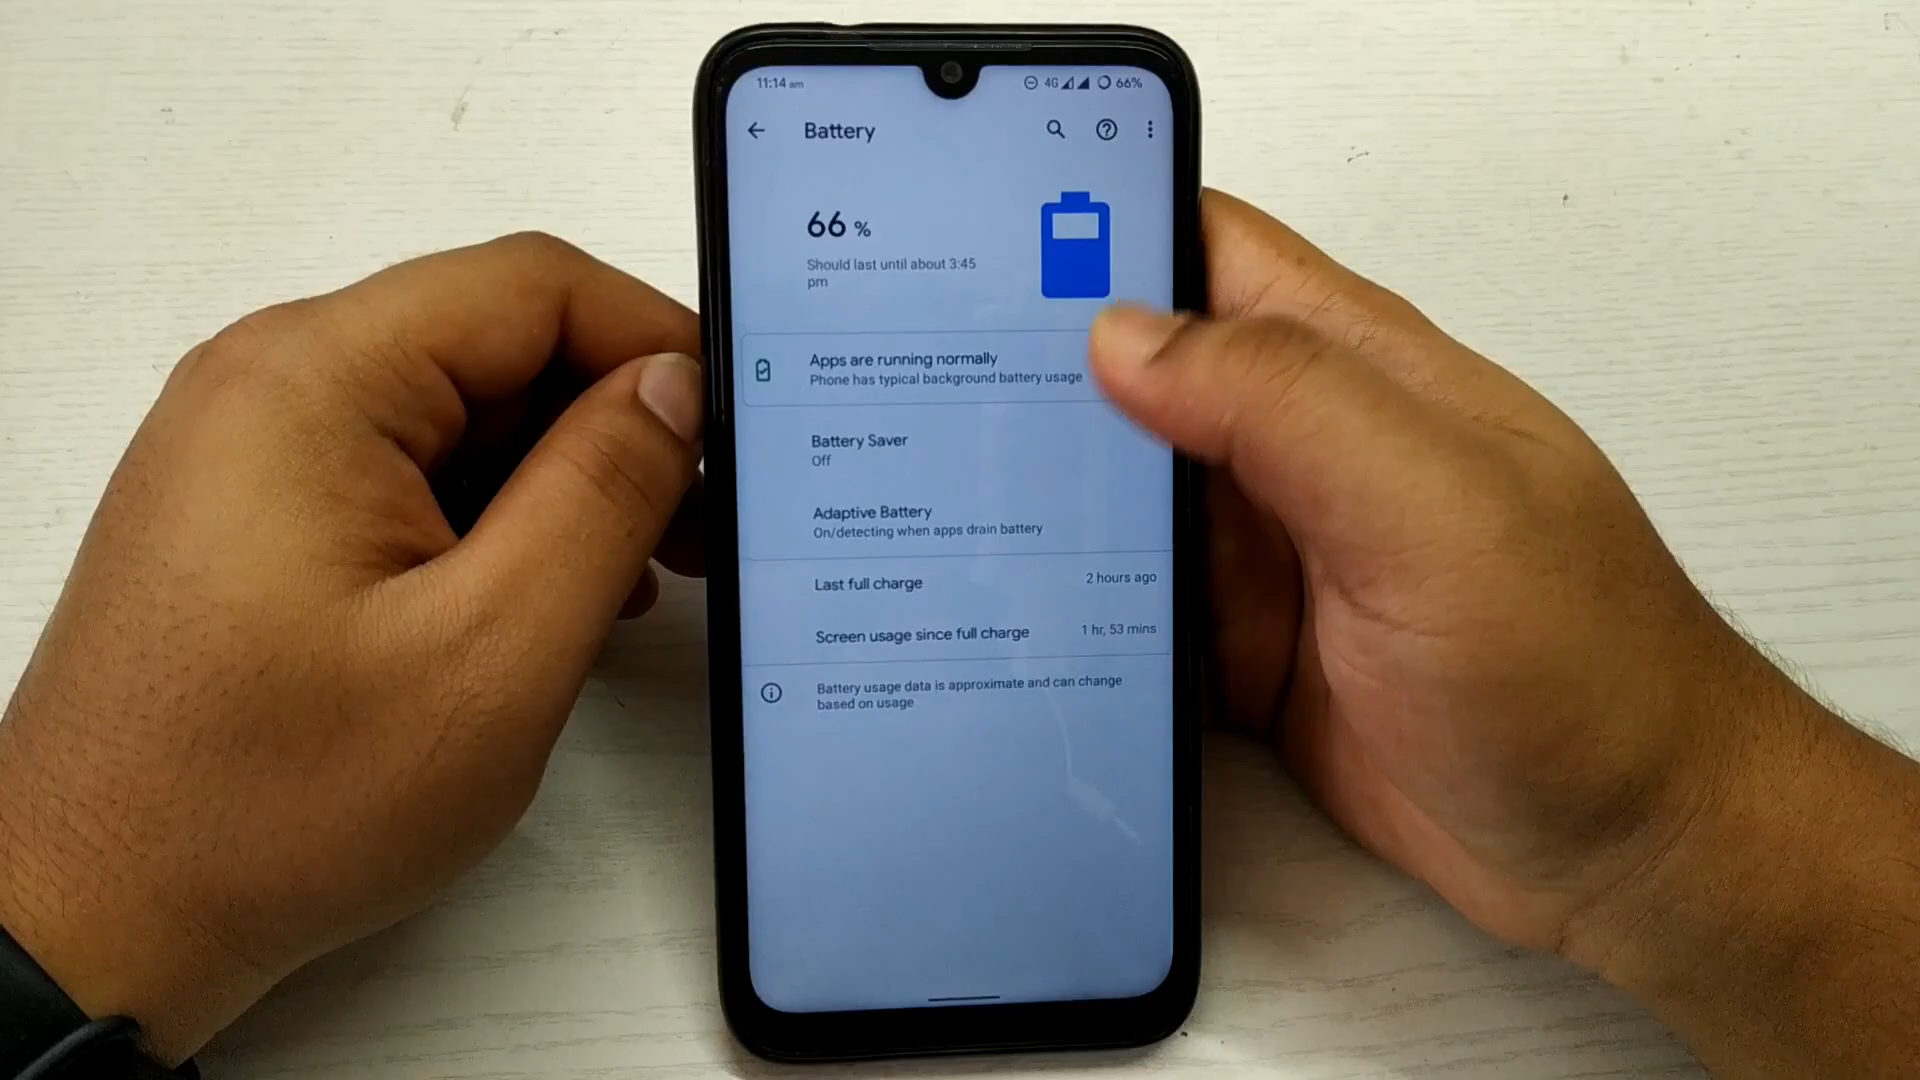 11:14 am 4G 66%
Battery
66 %
Should last until about 3:45
pm
Apps are running normally
Phone has typical background battery usage
Battery Saver
Off
Adaptive Battery
On/detecting when apps drain battery
Last full charge 2 hours ago
Screen usage since full charge 1 hr, 53 mins
Battery usage data is approximate and can change
based on usage